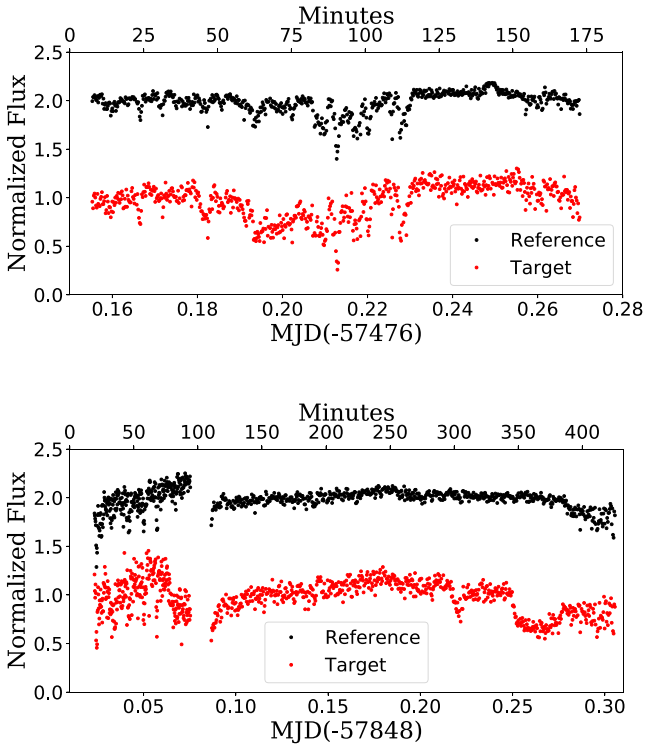 Minutes
0 25 50 75 100 125 150 175
2.5
2.0
1.5
1.0
0.5
0.0
Normalized Flux
Reference
Target
0.16 0.18 0.20 0.22 0.24 0.26 0.28
MJD(-57476)
Minutes
0 50 100 150 200 250 300 350 400
2.5
2.0
1.5
1.0
0.5
0.0
Normalized Flux
Reference
Target
0.05 0.10 0.15 0.20 0.25 0.30
MJD(-57848)